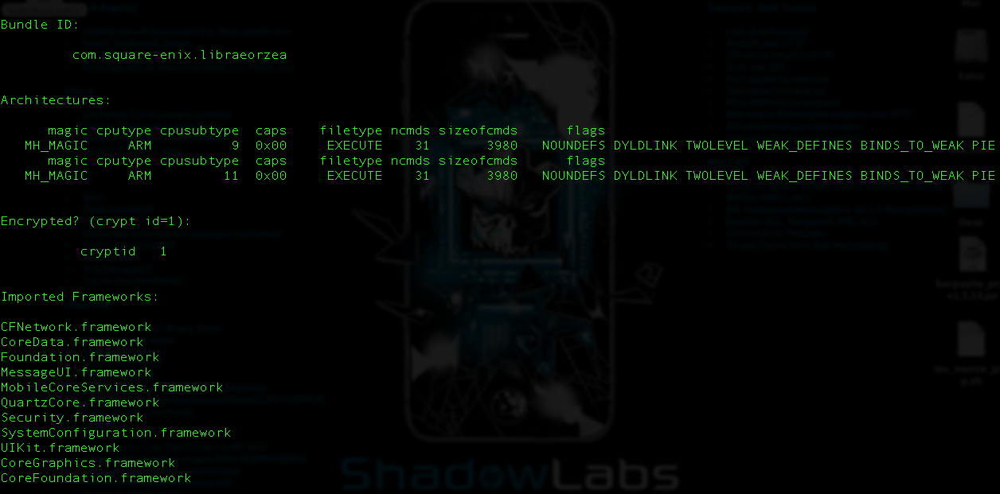 Bundle ID:
com.square-enix.libraeorzea
Architectures:
magic cputype cpusubtype caps filetype ncmds sizeofcmds flags
MH_MAGIC ARM 9 0x00 EXECUTE 31 3980 NOUNDEFS DYLDLINK TWOLEVEL WEAK_DEFINES BINDS_TO_WEAK PIE
magic cputype cpusubtype caps filetype ncmds sizeofcmds flags
MH_MAGIC ARM 11 0x00 EXECUTE 31 3980 NOUNDEFS DYLDLINK TWOLEVEL WEAK_DEFINES BINDS_TO_WEAK PIE
Encrypted? (crypt id=1):
cryptid 1
Imported Frameworks:
CFNetwork.framework
CoreData.framework
Foundation.framework
MessageUI.framework
MobileCoreServices.framework
QuartzCore.framework
Security.framework
SystemConfiguration.framework
UIKit.framework
CoreGraphics.framework
CoreFoundation.framework
ShadowLabs